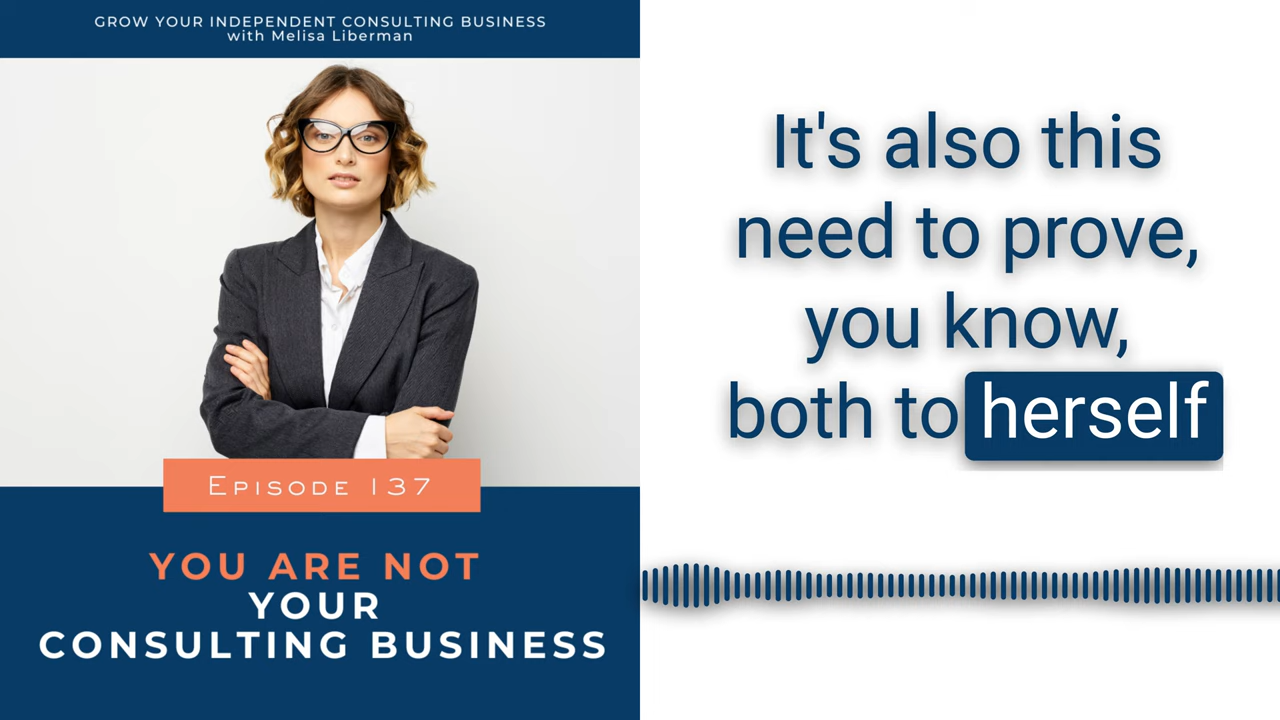 GROW YOUR INDEPENDENT CONSULTING BUSINESS
with Melisa Liberman
EPISODE 137
YOU ARE NOT
YOUR
CONSULTING BUSINESS
It's also this
need to prove,
you know,
both to herself